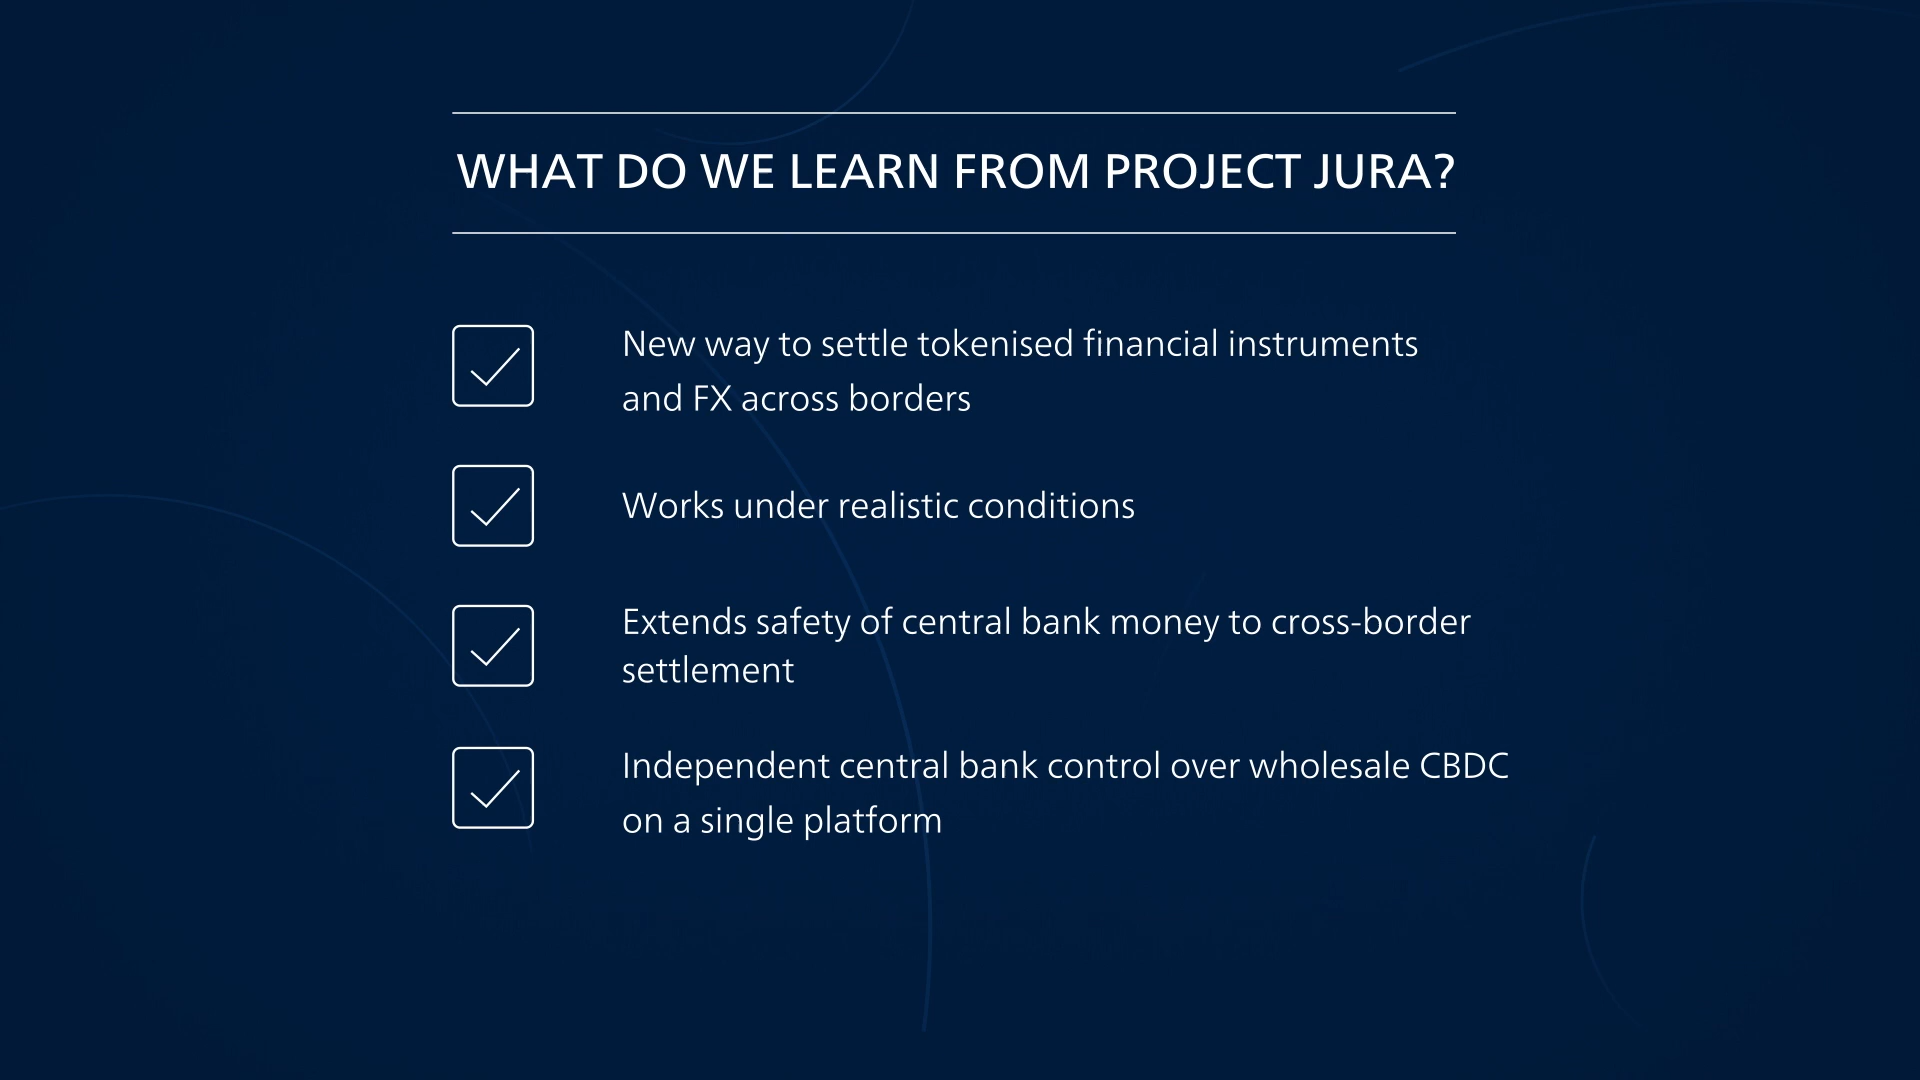 WHAT DO WE LEARN FROM PROJECT JURA?
New way to settle tokenised financial instruments
and FX across borders
Works under realistic conditions
Extends safety of central bank money to cross-border
settlement
Independent central bank control over wholesale CBDC
on a single platform